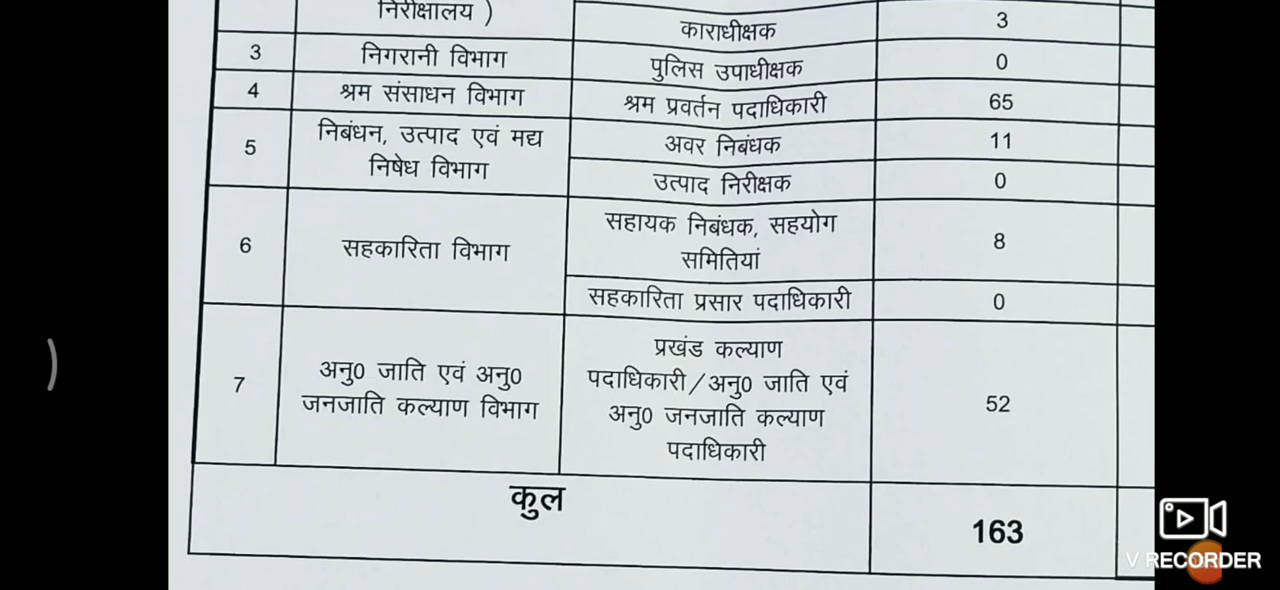 निरीक्षालय )
काराधीक्षक 3
3 निगरानी विभाग पुलिस उपाधीक्षक 0
4 श्रम संसाधन विभाग श्रम प्रवर्तन पदाधिकारी 65
5 निबंधन, उत्पाद एवं मद्य
निषेध विभाग
अवर निबंधक 11
उत्पाद निरीक्षक 0
6 सहकारिता विभाग
सहायक निबंधक, सहयोग
समितियां
8
सहकारिता प्रसार पदाधिकारी 0
7 अनु0 जाति एवं अनु0
जनजाति कल्याण विभाग
प्रखंड कल्याण
पदाधिकारी/अनु0 जाति एवं
अनु0 जनजाति कल्याण
पदाधिकारी
52
कुल 163
V RECORDER